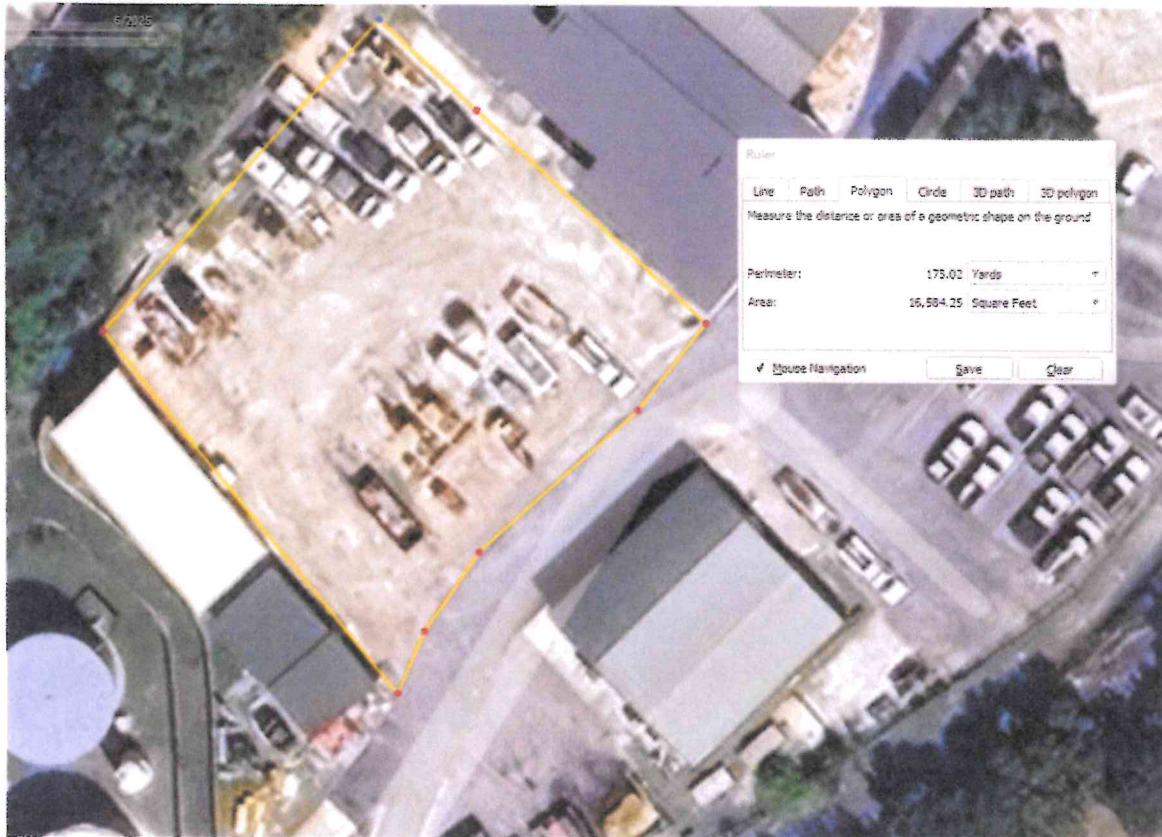 6/2025
Ruler
Line Path Polygon Circle 3D path 3D polygon
Measure the distance or area of a geometric shape on the ground
Perimeter: 175.02 Yards
Area: 16,584.25 Square Feet
✔ Mouse Navigation Save Clear